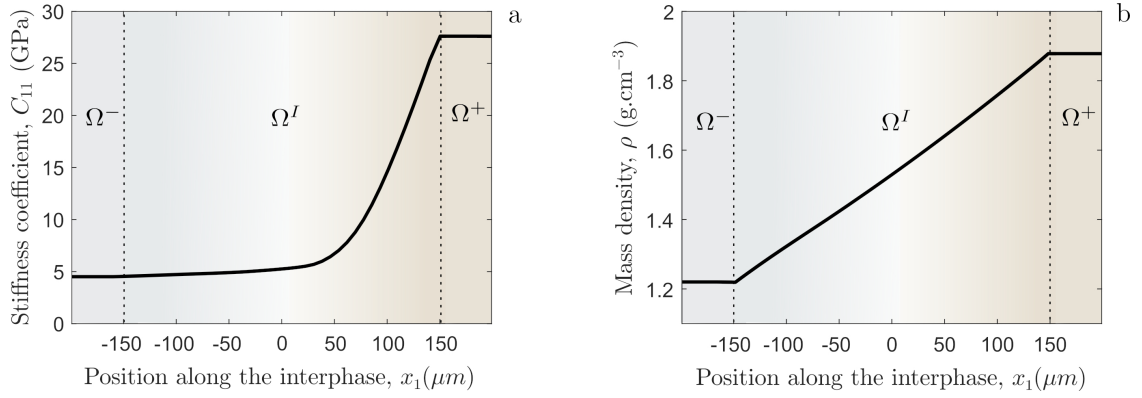 a
Stiffness coefficient, C₁₁ (GPa)
30
25
20
15
10
5
0
Ω⁻
Ωᴵ
Ω⁺
-150 -100 -50 0 50 100 150
Position along the interphase, x₁(μm)
b
Mass density, ρ (g.cm⁻³)
2
1.8
1.6
1.4
1.2
Ω⁻
Ωᴵ
Ω⁺
-150 -100 -50 0 50 100 150
Position along the interphase, x₁(μm)